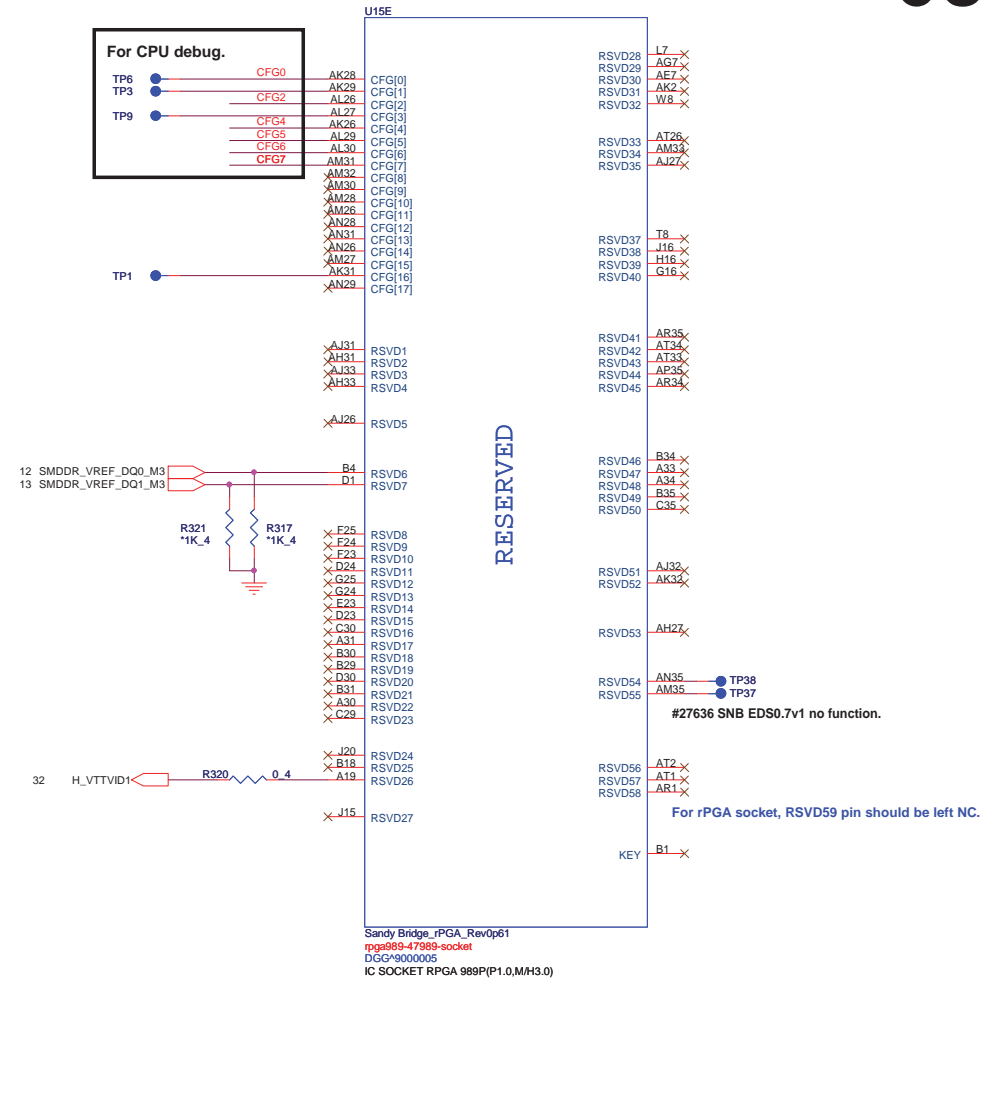 U15E
For CPU debug.
TP6 CFG0 AK28 CFG[0]
TP3 AK29 CFG[1]
CFG2 AL26 CFG[2]
TP9 AL27 CFG[3]
CFG4 AK26 CFG[4]
CFG5 AL29 CFG[5]
CFG6 AL30 CFG[6]
CFG7 AM31 CFG[7]
AM32 CFG[8]
AM30 CFG[9]
AM28 CFG[10]
AM26 CFG[11]
AN28 CFG[12]
AN31 CFG[13]
AN26 CFG[14]
AM27 CFG[15]
TP1 AK31 CFG[16]
AN29 CFG[17]
AJ31 RSVD1
AH31 RSVD2
AJ33 RSVD3
AH33 RSVD4
AJ26 RSVD5
12 SMDDR_VREF_DQ0_M3 B4 RSVD6
13 SMDDR_VREF_DQ1_M3 D1 RSVD7
R321 R317
*1K_4 *1K_4
F25 RSVD8
F24 RSVD9
F23 RSVD10
D24 RSVD11
G25 RSVD12
G24 RSVD13
E23 RSVD14
D23 RSVD15
C30 RSVD16
A31 RSVD17
B30 RSVD18
B29 RSVD19
D30 RSVD20
B31 RSVD21
A30 RSVD22
C29 RSVD23
J20 RSVD24
B18 RSVD25
32 H_VTTVID1 R320 0_4 A19 RSVD26
J15 RSVD27
RESERVED
RSVD28 L7
RSVD29 AG7
RSVD30 AE7
RSVD31 AK2
RSVD32 W8
RSVD33 AT26
RSVD34 AM33
RSVD35 AJ27
RSVD37 T8
RSVD38 J16
RSVD39 H16
RSVD40 G16
RSVD41 AR35
RSVD42 AT34
RSVD43 AT33
RSVD44 AP35
RSVD45 AR34
RSVD46 B34
RSVD47 A33
RSVD48 A34
RSVD49 B35
RSVD50 C35
RSVD51 AJ32
RSVD52 AK32
RSVD53 AH27
RSVD54 AN35 TP38
RSVD55 AM35 TP37
#27636 SNB EDS0.7v1 no function.
RSVD56 AT2
RSVD57 AT1
RSVD58 AR1
For rPGA socket, RSVD59 pin should be left NC.
KEY B1
Sandy Bridge_rPGA_Rev0p61
rpga989-47989-socket
DGG^9000005
IC SOCKET RPGA 989P(P1.0,M/H3.0)